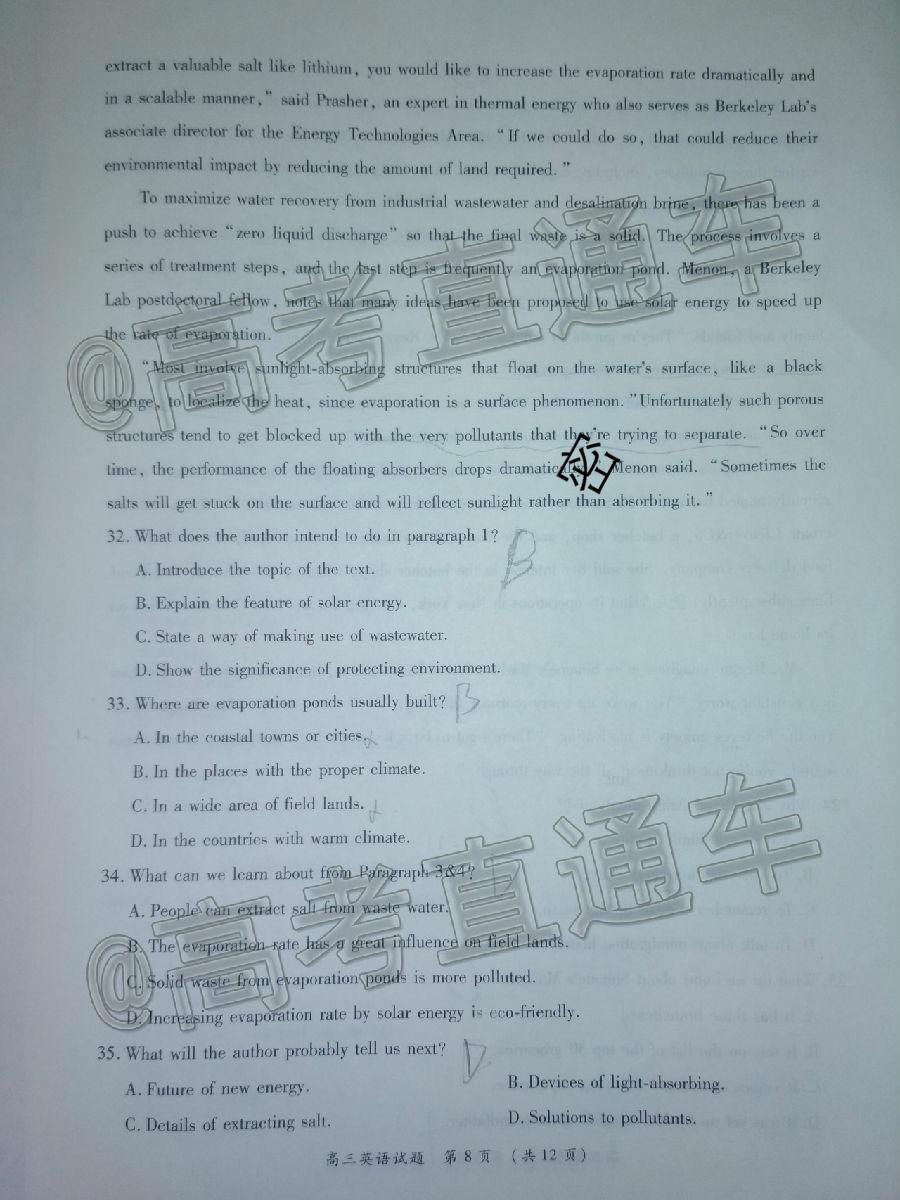 extract a valuable salt like lithium, you would like to increase the evaporation rate dramatically and
in a scalable manner," said Prasher, an expert in thermal energy who also serves as Berkeley Lab's
associate director for the Energy Technologies Area. "If we could do so, that could reduce their
environmental impact by reducing the amount of land required."
To maximize water recovery from industrial wastewater and desalination brine, there has been a
push to achieve "zero liquid discharge" so that the final waste is a solid. The process involves a
series of treatment steps, and the last step is frequently an evaporation pond. Menon, a Berkeley
Lab postdoctoral fellow, notes that many ideas have been proposed to use solar energy to speed up
the rate of evaporation.
"Most involve sunlight-absorbing structures that float on the water's surface, like a black
sponge, to localize the heat, since evaporation is a surface phenomenon."Unfortunately such porous
structures tend to get blocked up with the very pollutants that they're trying to separate. "So over
time, the performance of the floating absorbers drops dramatically," Menon said. "Sometimes the
salts will get stuck on the surface and will reflect sunlight rather than absorbing it."
密
32. What does the author intend to do in paragraph 1? B
A. Introduce the topic of the text.
B. Explain the feature of solar energy.
C. State a way of making use of wastewater.
D. Show the significance of protecting environment.
33. Where are evaporation ponds usually built? B
A. In the coastal towns or cities.
B. In the places with the proper climate.
C. In a wide area of field lands.
D. In the countries with warm climate.
34. What can we learn about from Paragraph 3&4?
A. People can extract salt from waste water.
B. The evaporation rate has a great influence on field lands.
C. Solid waste from evaporation ponds is more polluted.
D. Increasing evaporation rate by solar energy is eco-friendly.
35. What will the author probably tell us next? D
A. Future of new energy.
B. Devices of light-absorbing.
C. Details of extracting salt.
D. Solutions to pollutants.
高三英语试题 第 8 页 (共 12 页)
@高考直通车
@高考直通车